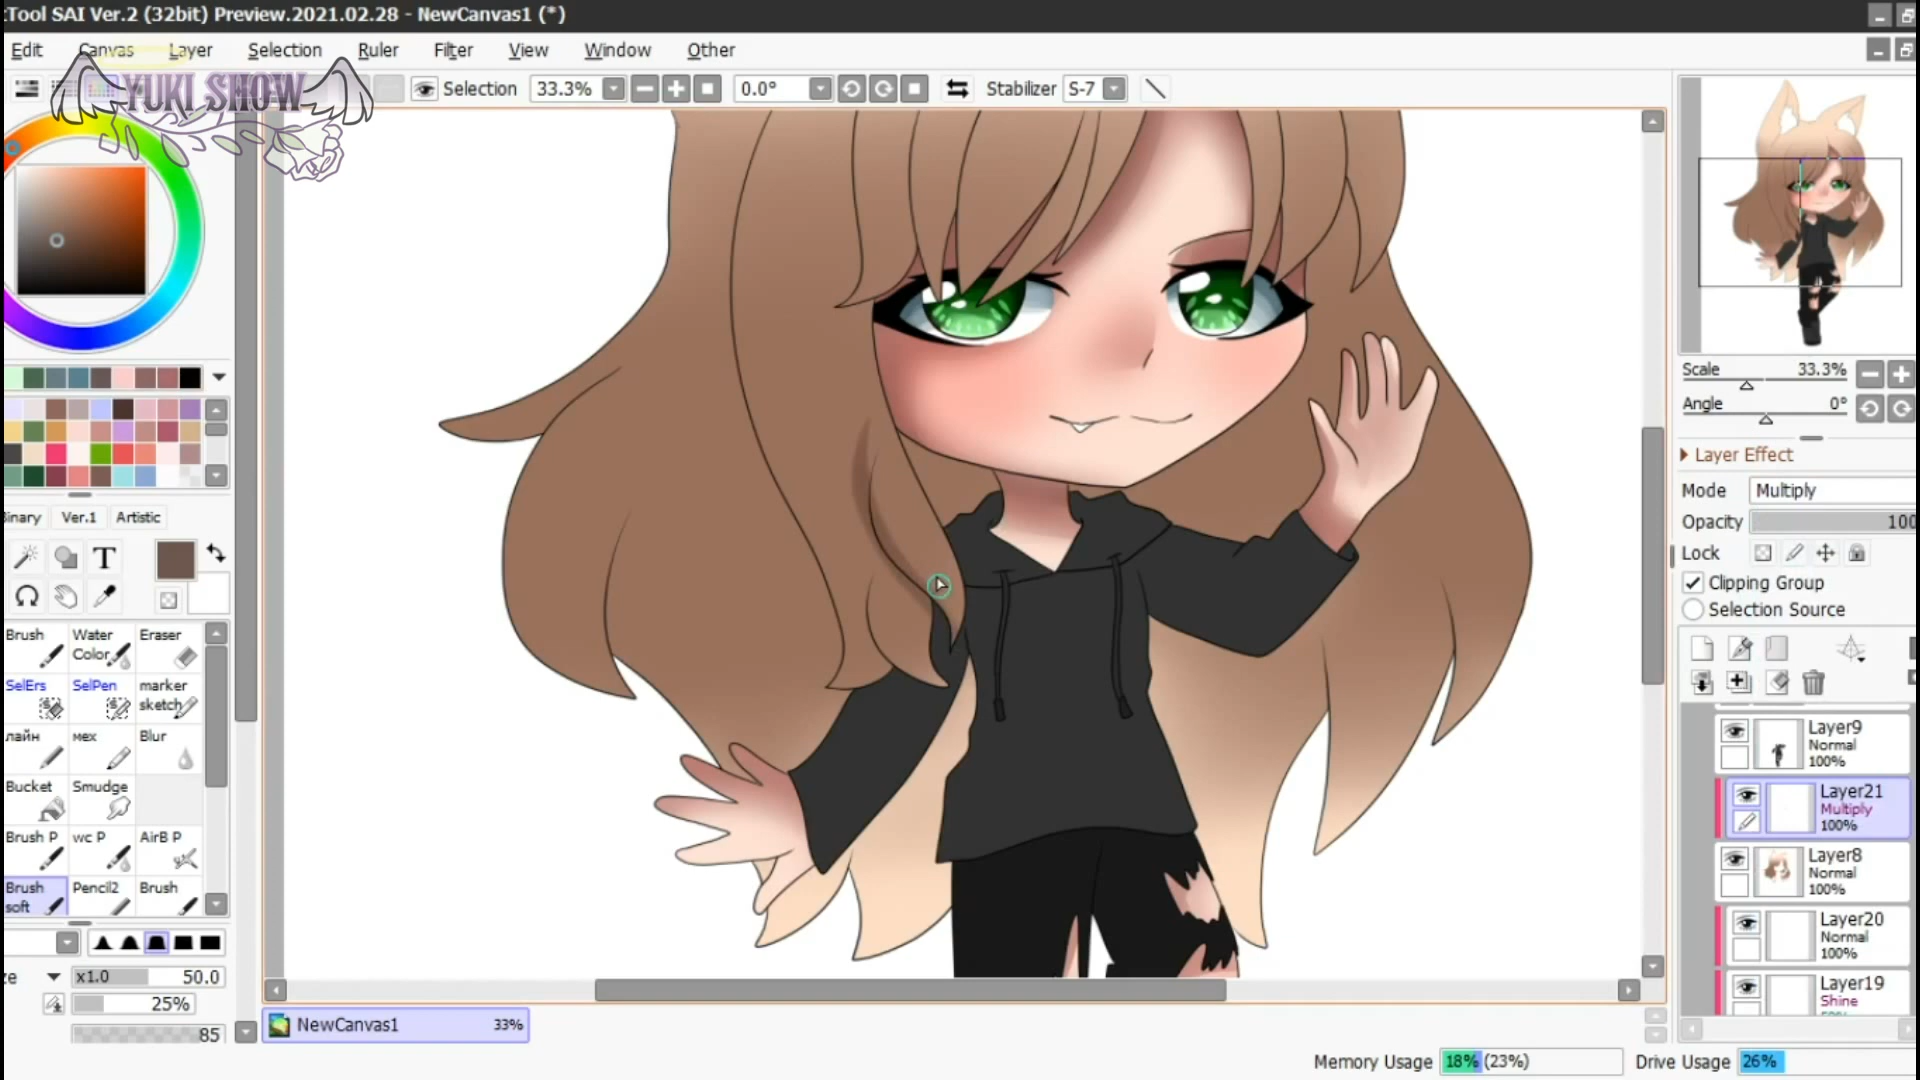 Tool SAI Ver.2 (32bit) Preview.2021.02.28 - NewCanvas1 (*)
Edit Canvas Layer Selection Ruler Filter View Window Other
YUKI SHOW
Selection 33.3% 0.0° Stabilizer S-7
Scale 33.3%
Angle 0°
Layer Effect
Mode Multiply
Opacity 100
Lock
Clipping Group
Selection Source
Ver.1 Artistic
T
Brush Water Color Eraser
SelErs SelPen marker sketch
лайн мех Blur
Bucket Smudge
Brush P wc P AirB P
Brush soft Pencil2 Brush
x1.0 50.0
25%
85
Layer9
Normal
100%
Layer21
Multiply
100%
Layer8
Normal
100%
Layer20
Normal
100%
Layer19
Shine
NewCanvas1 33%
Memory Usage 18% (23%) Drive Usage 26%